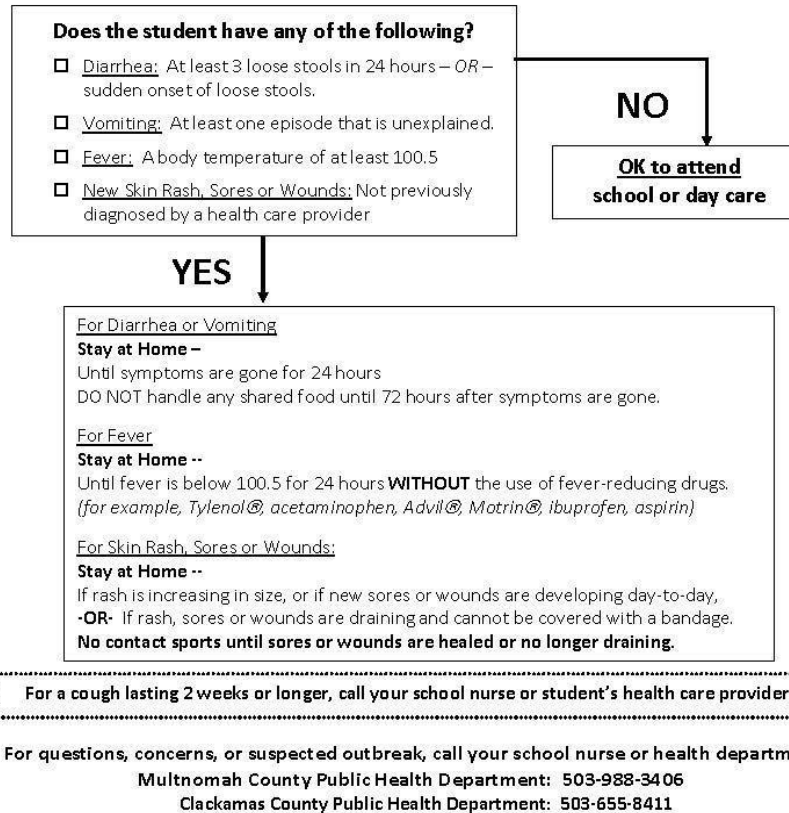 Does the student have any of the following?
Diarrhea: At least 3 loose stools in 24 hours – OR –
sudden onset of loose stools.
Vomiting: At least one episode that is unexplained.
Fever: A body temperature of at least 100.5
New Skin Rash, Sores or Wounds: Not previously
diagnosed by a health care provider
NO
OK to attend
school or day care
YES
For Diarrhea or Vomiting
Stay at Home –
Until symptoms are gone for 24 hours
DO NOT handle any shared food until 72 hours after symptoms are gone.
For Fever
Stay at Home --
Until fever is below 100.5 for 24 hours WITHOUT the use of fever-reducing drugs.
(for example, Tylenol®, acetaminophen, Advil®, Motrin®, ibuprofen, aspirin)
For Skin Rash, Sores or Wounds:
Stay at Home --
If rash is increasing in size, or if new sores or wounds are developing day-to-day,
-OR- If rash, sores or wounds are draining and cannot be covered with a bandage.
No contact sports until sores or wounds are healed or no longer draining.
For a cough lasting 2 weeks or longer, call your school nurse or student's health care provider
For questions, concerns, or suspected outbreak, call your school nurse or health departm
Multnomah County Public Health Department: 503-988-3406
Clackamas County Public Health Department: 503-655-8411